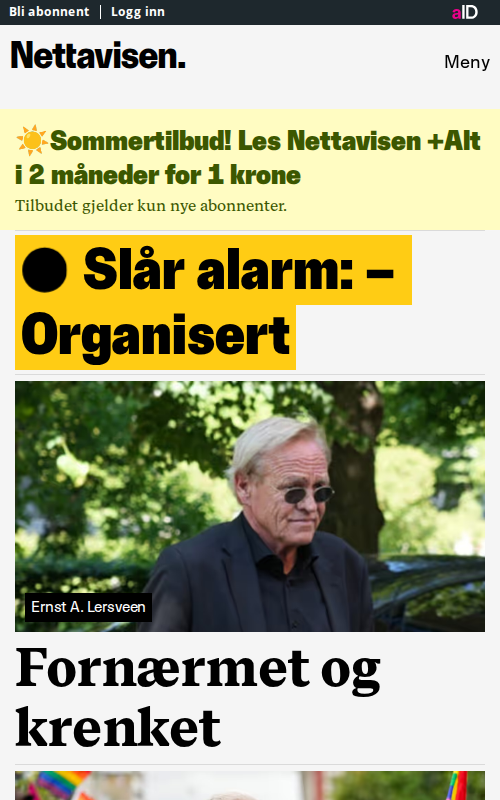 Bli abonnent | Logg inn
aID
Nettavisen.
Meny
☀️Sommertilbud! Les Nettavisen +Alt
i 2 måneder for 1 krone
Tilbudet gjelder kun nye abonnenter.
● Slår alarm: –
Organisert
Ernst A. Lersveen
Fornærmet og
krenket